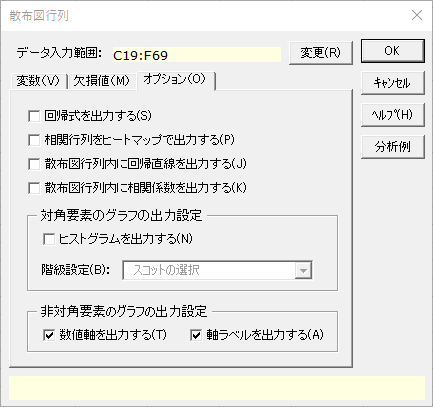 散布図行列
データ入力範囲: C19:F69 変更(R) OK
変数(V) 欠損値(M) オプション(O) キャンセル
ヘルプ(H)
分析例
回帰式を出力する(S)
相関行列をヒートマップで出力する(P)
散布図行列内に回帰直線を出力する(J)
散布図行列内に相関係数を出力する(K)
対角要素のグラフの出力設定
ヒストグラムを出力する(N)
階級設定(B): スコットの選択
非対角要素のグラフの出力設定
数値軸を出力する(T) 軸ラベルを出力する(A)